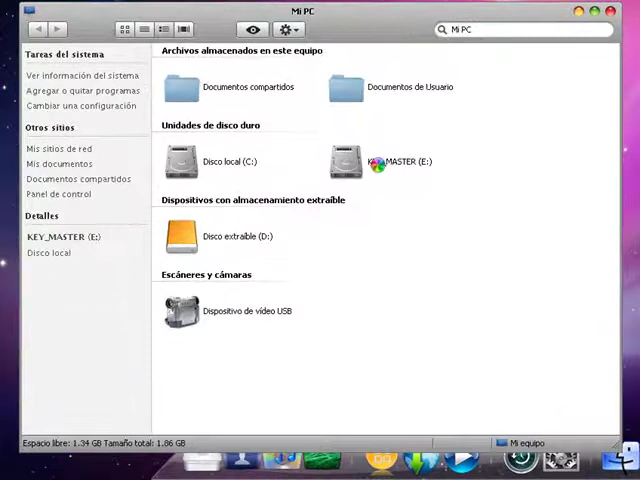 Mi PC
Mi PC
Tareas del sistema
Ver información del sistema
Agregar o quitar programas
Cambiar una configuración
Otros sitios
Mis sitios de red
Mis documentos
Documentos compartidos
Panel de control
Detalles
KEY_MASTER (E:)
Disco local
Archivos almacenados en este equipo
Documentos compartidos
Documentos de Usuario
Unidades de disco duro
Disco local (C:)
KEY_MASTER (E:)
Dispositivos con almacenamiento extraíble
Disco extraíble (D:)
Escáneres y cámaras
Dispositivo de vídeo USB
Espacio libre: 1.34 GB Tamaño total: 1.86 GB
Mi equipo